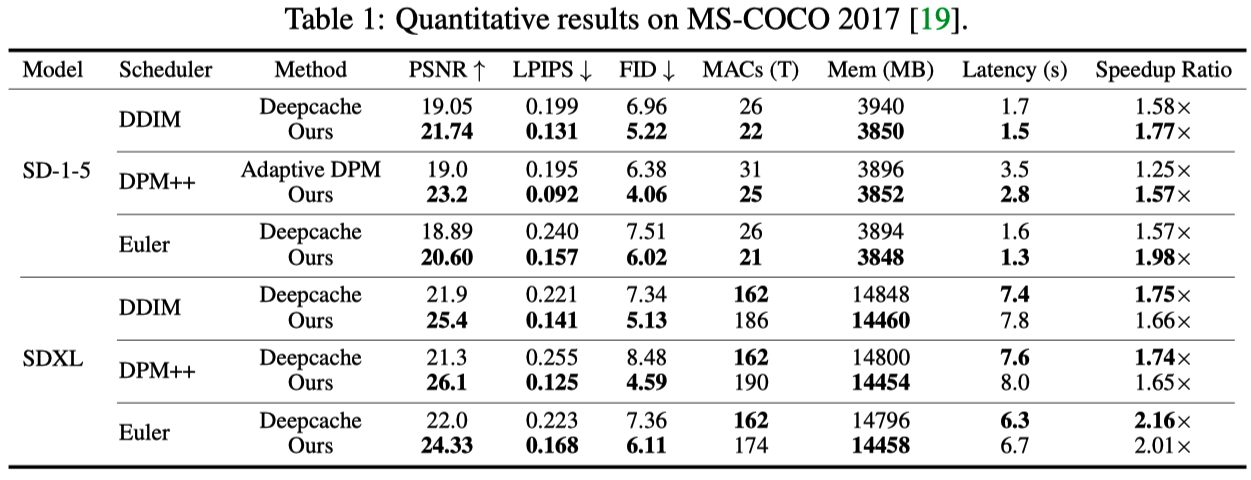 Table 1: Quantitative results on MS-COCO 2017 [19].
Model Scheduler Method PSNR ↑ LPIPS ↓ FID ↓ MACs (T) Mem (MB) Latency (s) Speedup Ratio
SD-1-5 DDIM Deepcache 19.05 0.199 6.96 26 3940 1.7 1.58×
Ours 21.74 0.131 5.22 22 3850 1.5 1.77×
DPM++ Adaptive DPM 19.0 0.195 6.38 31 3896 3.5 1.25×
Ours 23.2 0.092 4.06 25 3852 2.8 1.57×
Euler Deepcache 18.89 0.240 7.51 26 3894 1.6 1.57×
Ours 20.60 0.157 6.02 21 3848 1.3 1.98×
SDXL DDIM Deepcache 21.9 0.221 7.34 162 14848 7.4 1.75×
Ours 25.4 0.141 5.13 186 14460 7.8 1.66×
DPM++ Deepcache 21.3 0.255 8.48 162 14800 7.6 1.74×
Ours 26.1 0.125 4.59 190 14454 8.0 1.65×
Euler Deepcache 22.0 0.223 7.36 162 14796 6.3 2.16×
Ours 24.33 0.168 6.11 174 14458 6.7 2.01×